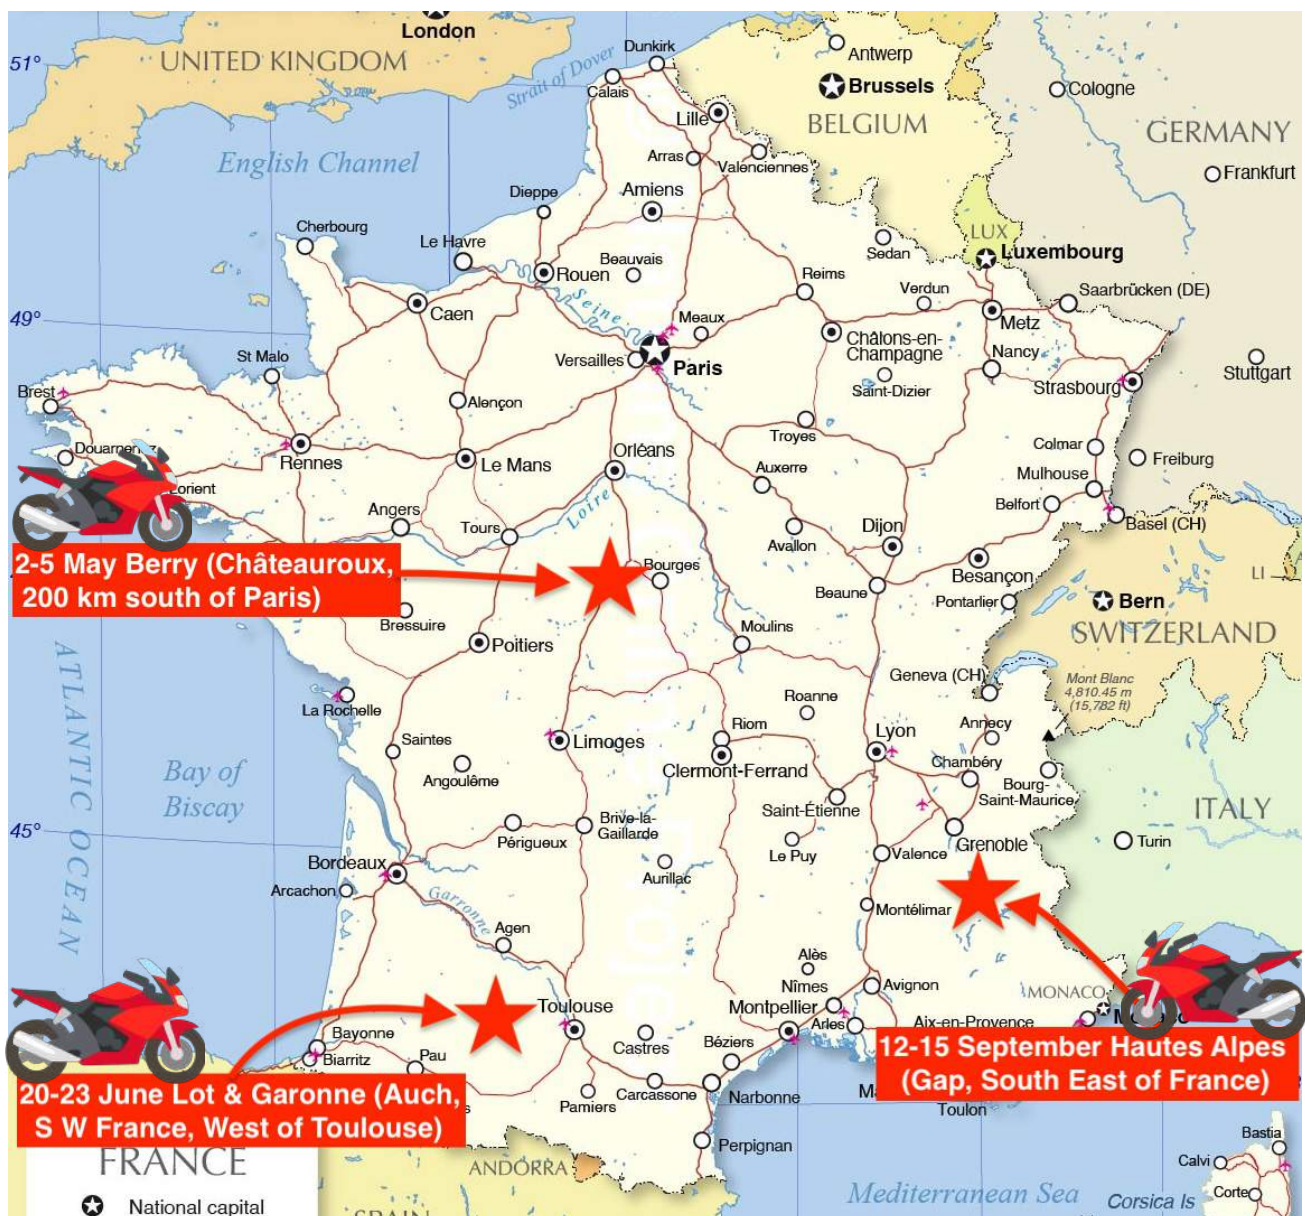 London
51°
UNITED KINGDOM
Strait of Dover
Dunkirk
Calais
Antwerp
Brussels
BELGIUM
Cologne
GERMANY
Frankfurt
Lille
Arras
Valenciennes
English Channel
Dieppe
Amiens
Cherbourg
Le Havre
Rouen
Beauvais
Sedan
LUX
Luxembourg
Seine
Reims
Verdun
Saarbrücken (DE)
49°
Caen
Meaux
Metz
St Malo
Versailles
Paris
Châlons-en-
Champagne
Nancy
Saint-Dizier
Strasbourg
Stuttgart
Brest
Alençon
Troyes
Douarnenez
Rennes
Le Mans
Orléans
Colmar
Freiburg
Auxerre
Mulhouse
Lorient
Angers
Tours
Loire
Belfort
Basel (CH)
Avallon
Dijon
2-5 May Berry (Châteauroux,
200 km south of Paris)
Bourges
Besançon
LI
Beaune
Pontarlier
Bern
SWITZERLAND
Bressuire
Poitiers
Moulins
ATLANTIC OCEAN
Geneva (CH)
Mont Blanc
4,810.45 m
(15,782 ft)
La Rochelle
Roanne
Annecy
Saintes
Limoges
Riom
Lyon
Bay of
Biscay
Angoulême
Clermont-Ferrand
Chambéry
Bourg-
Saint-Maurice
ITALY
45°
Périgueux
Brive-la-
Gaillarde
Saint-Étienne
Grenoble
Turin
Bordeaux
Le Puy
Valence
Arcachon
Aurillac
Garronne
Montélimar
Agen
Alès
Nîmes
Avignon
MONACO
Toulouse
Montpellier
Arles
Aix-en-Provence
Bayonne
Biarritz
Pau
Castres
Béziers
12-15 September Hautes Alpes
(Gap, South East of France)
20-23 June Lot & Garonne (Auch,
S W France, West of Toulouse)
Pamiers
Carcassone
Narbonne
Toulon
Perpignan
Bastia
FRANCE
ANDORRA
Calvi
Corte
Mediterranean Sea
Corsica Is
National capital
SPAIN